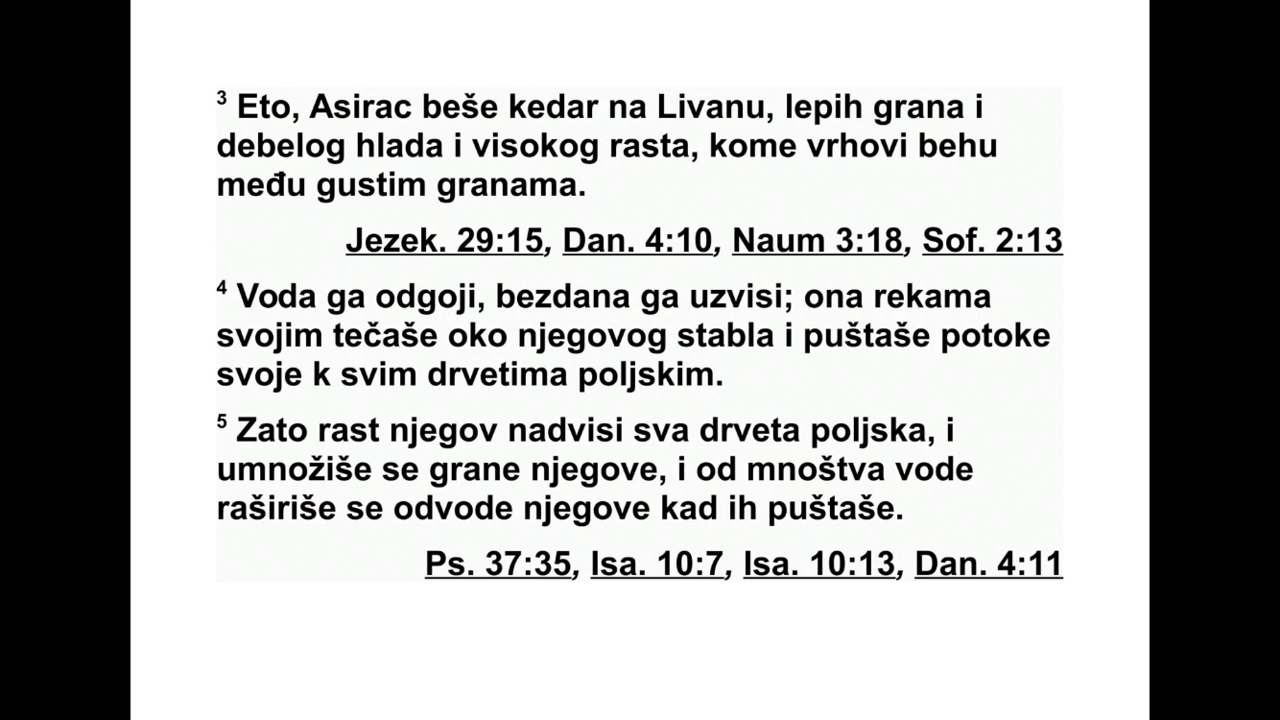 3 Eto, Asirac beše kedar na Livanu, lepih grana i
debelog hlada i visokog rasta, kome vrhovi behu
među gustim granama.
Jezek. 29:15, Dan. 4:10, Naum 3:18, Sof. 2:13
4 Voda ga odgoji, bezdana ga uzvisi; ona rekama
svojim tečaše oko njegovog stabla i puštaše potoke
svoje k svim drvetima poljskim.
5 Zato rast njegov nadvisi sva drveta poljska, i
umnožiše se grane njegove, i od mnoštva vode
raširiše se odvode njegove kad ih puštaše.
Ps. 37:35, Isa. 10:7, Isa. 10:13, Dan. 4:11